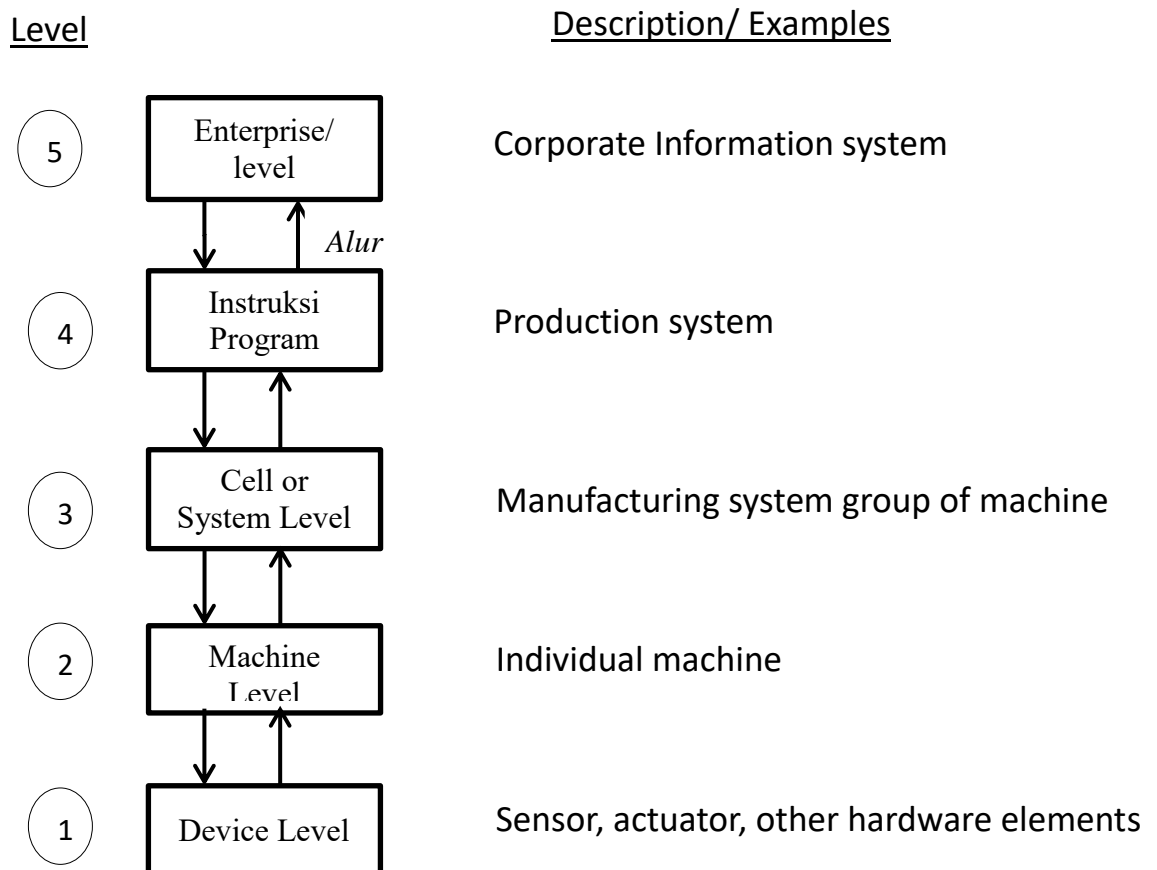 Level
Description/ Examples
5
Enterprise/
level
Corporate Information system
Alur
4
Instruksi
Program
Production system
3
Cell or
System Level
Manufacturing system group of machine
2
Machine
Level
Individual machine
1
Device Level
Sensor, actuator, other hardware elements